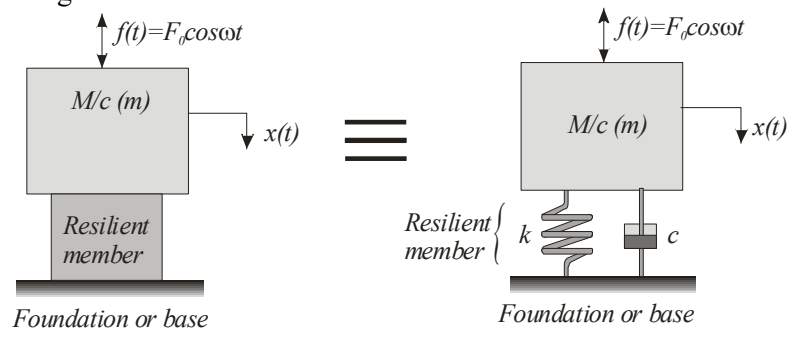 f(t)=F₀cosωt
M/c (m)
x(t)
Resilient
member
Foundation or base
f(t)=F₀cosωt
M/c (m)
x(t)
Resilient
member
k
c
Foundation or base